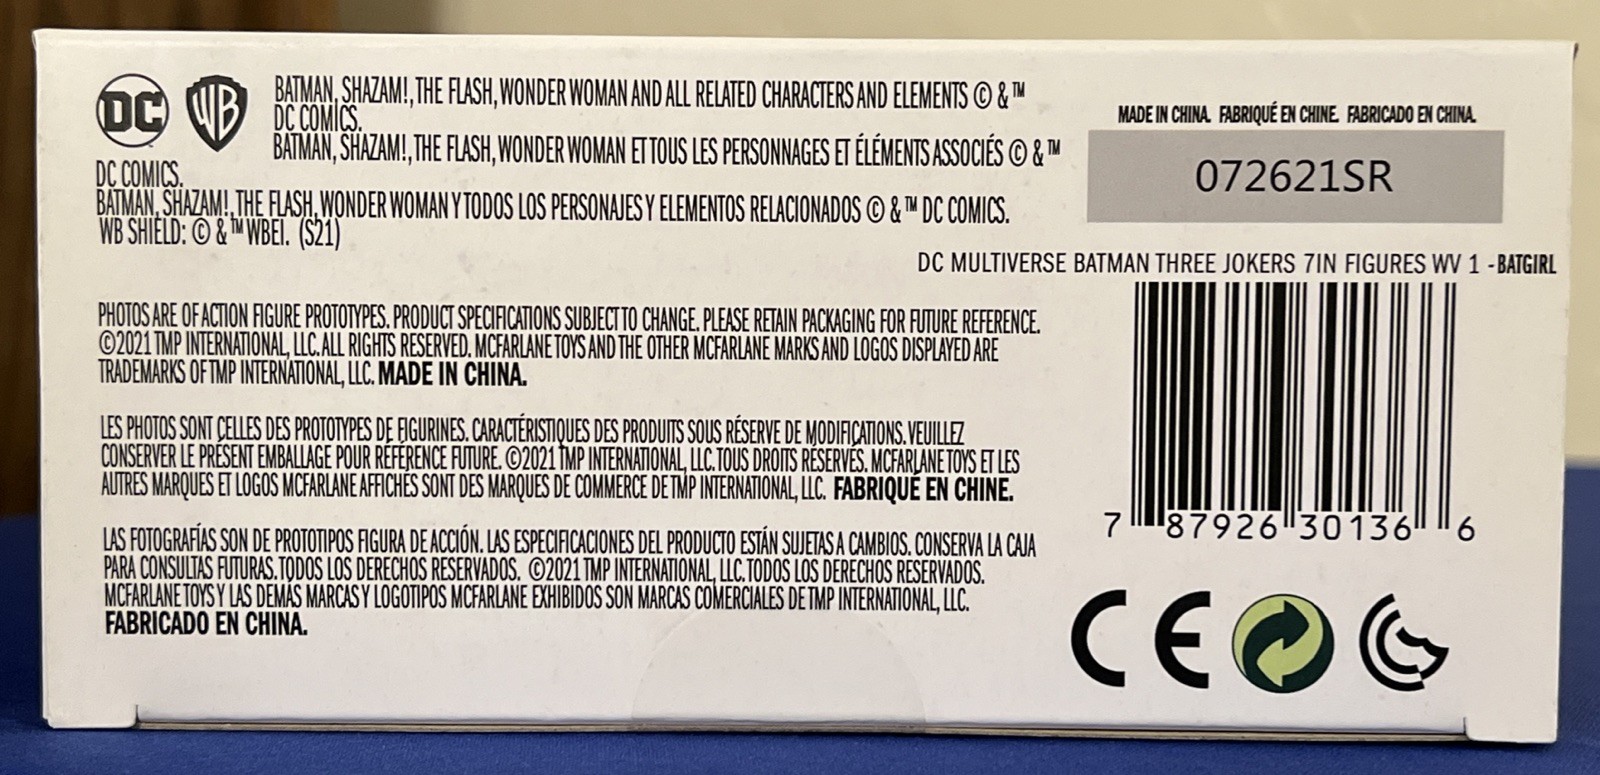 DC WB
BATMAN, SHAZAM!, THE FLASH, WONDER WOMAN AND ALL RELATED CHARACTERS AND ELEMENTS © & ™
DC COMICS.
BATMAN, SHAZAM!, THE FLASH, WONDER WOMAN ET TOUS LES PERSONNAGES ET ÉLÉMENTS ASSOCIÉS © & ™
DC COMICS.
BATMAN, SHAZAM!, THE FLASH, WONDER WOMAN Y TODOS LOS PERSONAJES Y ELEMENTOS RELACIONADOS © & ™ DC COMICS.
WB SHIELD: © & ™ WBEI. (S21)
PHOTOS ARE OF ACTION FIGURE PROTOTYPES. PRODUCT SPECIFICATIONS SUBJECT TO CHANGE. PLEASE RETAIN PACKAGING FOR FUTURE REFERENCE.
©2021 TMP INTERNATIONAL, LLC. ALL RIGHTS RESERVED. MCFARLANE TOYS AND THE OTHER MCFARLANE MARKS AND LOGOS DISPLAYED ARE
TRADEMARKS OF TMP INTERNATIONAL, LLC. MADE IN CHINA.
LES PHOTOS SONT CELLES DES PROTOTYPES DE FIGURINES. CARACTÉRISTIQUES DES PRODUITS SOUS RÉSERVE DE MODIFICATIONS. VEUILLEZ
CONSERVER LE PRÉSENT EMBALLAGE POUR RÉFÉRENCE FUTURE. ©2021 TMP INTERNATIONAL, LLC. TOUS DROITS RÉSERVÉS. MCFARLANE TOYS ET LES
AUTRES MARQUES ET LOGOS MCFARLANE AFFICHÉS SONT DES MARQUES DE COMMERCE DE TMP INTERNATIONAL, LLC. FABRIQUÉ EN CHINE.
LAS FOTOGRAFÍAS SON DE PROTOTIPOS FIGURA DE ACCIÓN. LAS ESPECIFICACIONES DEL PRODUCTO ESTÁN SUJETAS A CAMBIOS. CONSERVA LA CAJA
PARA CONSULTAS FUTURAS. TODOS LOS DERECHOS RESERVADOS. ©2021 TMP INTERNATIONAL, LLC. TODOS LOS DERECHOS RESERVADOS.
MCFARLANE TOYS Y LAS DEMÁS MARCAS Y LOGOTIPOS MCFARLANE EXHIBIDOS SON MARCAS COMERCIALES DE TMP INTERNATIONAL, LLC.
FABRICADO EN CHINA.
MADE IN CHINA. FABRIQUÉ EN CHINE. FABRICADO EN CHINA.
072621SR
DC MULTIVERSE BATMAN THREE JOKERS 7IN FIGURES WV 1 - BATGIRL
7 87926 30136 6
CE